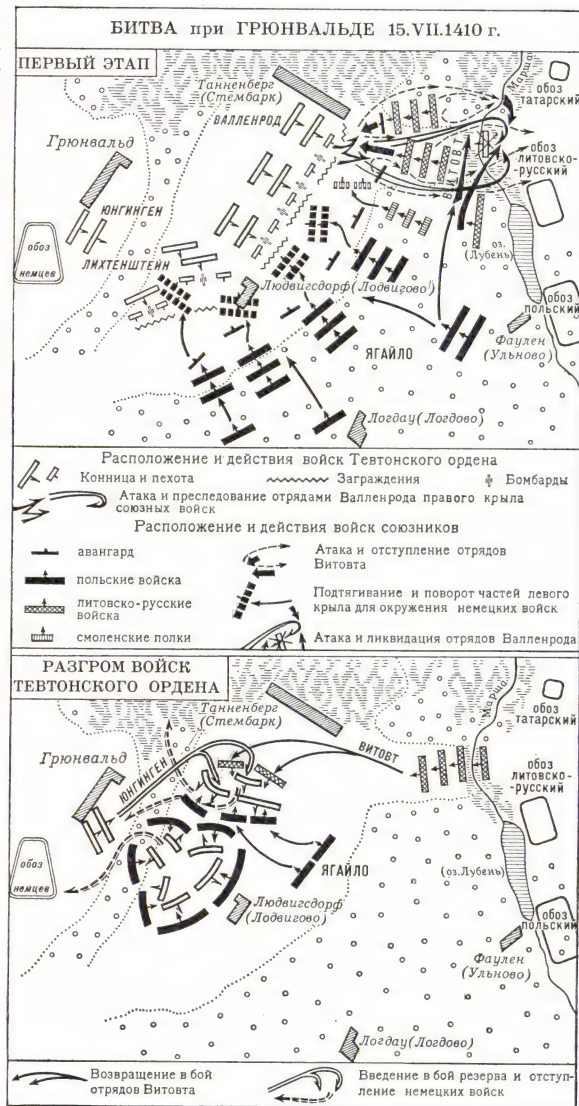 БИТВА при ГРЮНВАЛЬДЕ 15.VII.1410 г.
ПЕРВЫЙ ЭТАП
Танненберг
(Стембарк)
Марша
обоз
татарский
ВАЛЛЕНРОД
Грюнвальд
ВИТОВТ
обоз
литовско-
-русский
ЮНГИНГЕН
обоз
немцев
ЛИХТЕНШТЕЙН
оз.
(Лубень)
Людвигсдорф (Лодвигово)
обоз
польский
ЯГАЙЛО
Фаулен
(Ульново)
Логдау (Логдово)
Расположение и действия войск Тевтонского ордена
Конница и пехота
Заграждения
Бомбарды
Атака и преследование отрядами Валленрода правого крыла
союзных войск
Расположение и действия войск союзников
авангард
Атака и отступление отрядов
Витовта
польские войска
Подтягивание и поворот частей левого
крыла для окружения немецких войск
литовско-русские
войска
смоленские полки
Атака и ликвидация отрядов Валленрода
РАЗГРОМ ВОЙСК
ТЕВТОНСКОГО ОРДЕНА
Танненберг
(Стембарк)
Марша
обоз
татарский
Грюнвальд
ВИТОВТ
ЮНГИНГЕН
обоз
литовско-
-русский
обоз
немцев
ЯГАЙЛО
(оз.Лубень)
Людвигсдорф
(Лодвигово)
обоз
польский
Фаулен
(Ульново)
Логдау (Логдово)
Возвращение в бой
отрядов Витовта
Введение в бой резерва и отступ-
ление немецких войск